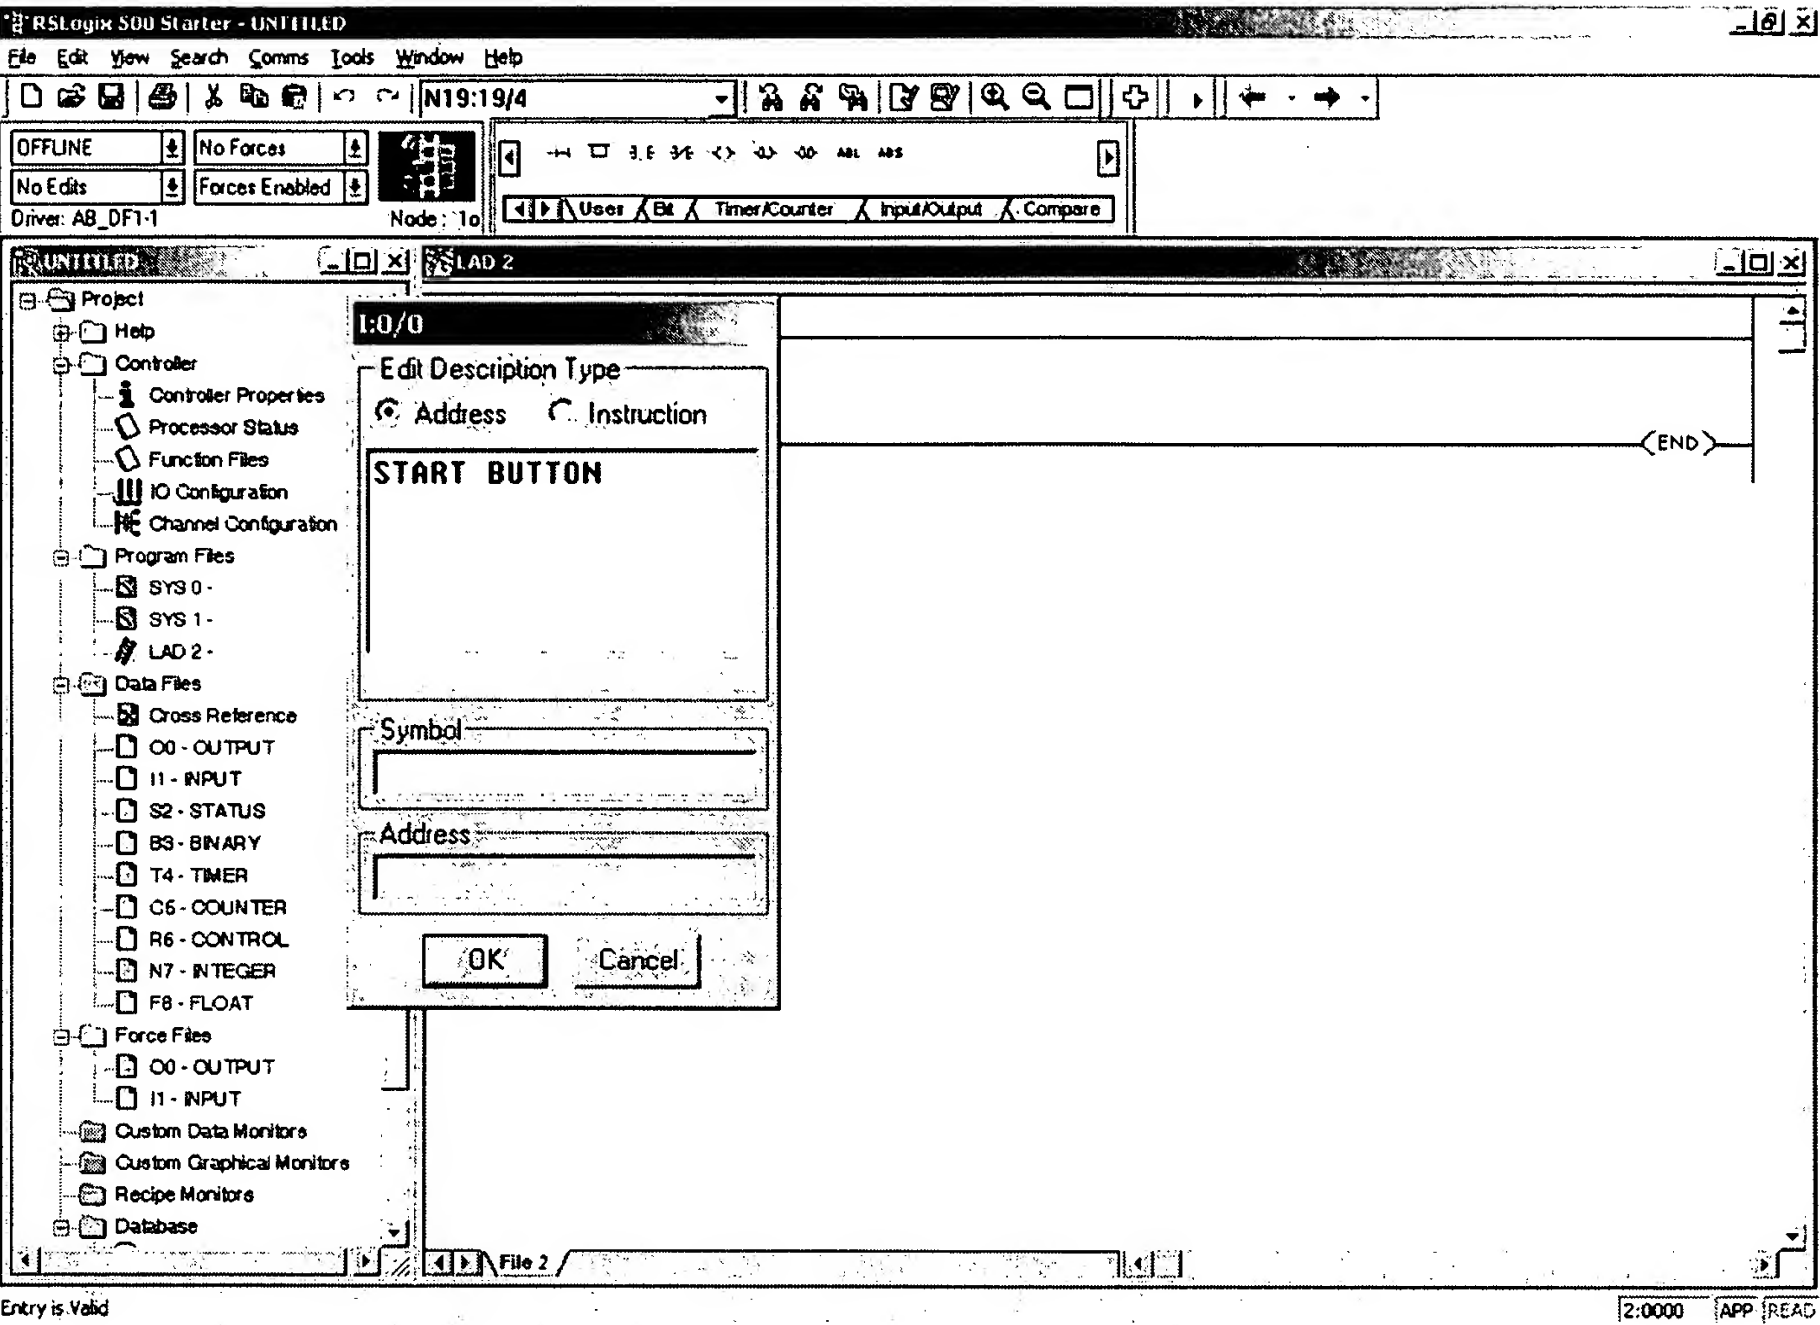 RSLogix 500 Starter - UNTITLED
File Edit View Search Comms Tools Window Help
N19:19/4
OFFLINE No Forces
No Edits Forces Enabled
Driver: AB_DF1-1 Node: 1o
ABL ABS
User Bit Timer/Counter Input/Output Compare
UNTITLED
LAD 2
Project
Help
Controller
Controller Properties
Processor Status
Function Files
IO Configuration
Channel Configuration
Program Files
SYS 0 -
SYS 1 -
LAD 2 -
Data Files
Cross Reference
O0 - OUTPUT
I1 - INPUT
S2 - STATUS
B3 - BINARY
T4 - TIMER
C5 - COUNTER
R6 - CONTROL
N7 - INTEGER
F8 - FLOAT
Force Files
O0 - OUTPUT
I1 - INPUT
Custom Data Monitors
Custom Graphical Monitors
Recipe Monitors
Database
I:0/0
Edit Description Type
Address Instruction
START BUTTON
Symbol
Address
OK Cancel
END
File 2
Entry is Valid
2:0000 APP READ